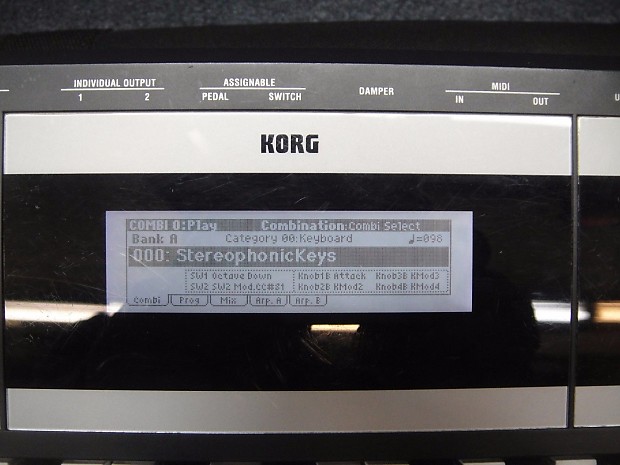 INDIVIDUAL OUTPUT ASSIGNABLE MIDI
1 2 PEDAL SWITCH DAMPER IN OUT U
KORG
COMBI 0:Play Combination:Combi Select
Bank A Category 00:Keyboard ♩=098
000: StereophonicKeys
SW1 Octave Down Knob1B Attack Knob3B KMod3
SW2 SW2 Mod.CC#81 Knob2B KMod2 Knob4B KMod4
Combi Prog Mix Arp. A Arp. B